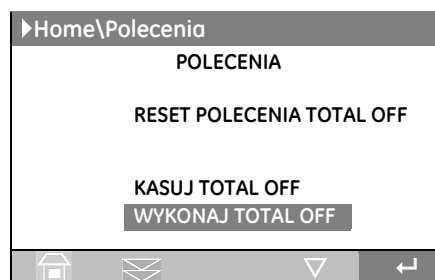 Home\Polecenia
POLECENIA
RESET POLECENIA TOTAL OFF
KASUJ TOTAL OFF
WYKONAJ TOTAL OFF